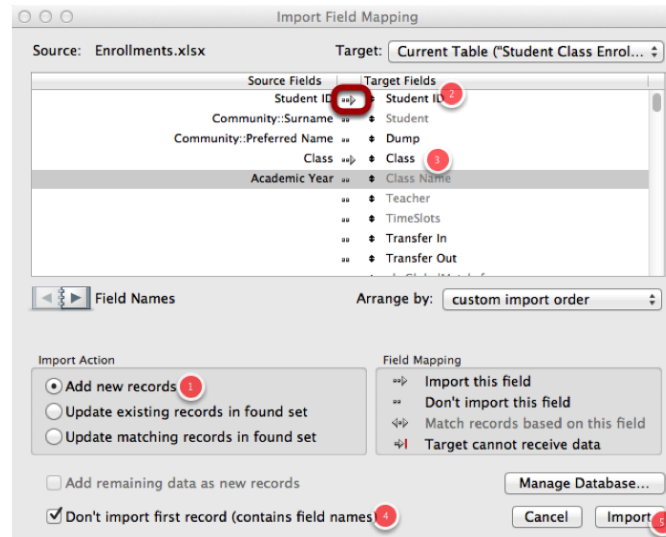 Import Field Mapping
Source: Enrollments.xlsx Target: Current Table ("Student Class Enrol...
Source Fields Target Fields
Student ID Student ID 2
Community::Surname Student
Community::Preferred Name Dump
Class Class 3
Academic Year Class Name
Teacher
TimeSlots
Transfer In
Transfer Out
Field Names Arrange by: custom import order
Import Action Field Mapping
Add new records 1 Import this field
Update existing records in found set Don't import this field
Update matching records in found set Match records based on this field
Target cannot receive data
Add remaining data as new records Manage Database...
Don't import first record (contains field names) 4 Cancel Import 5